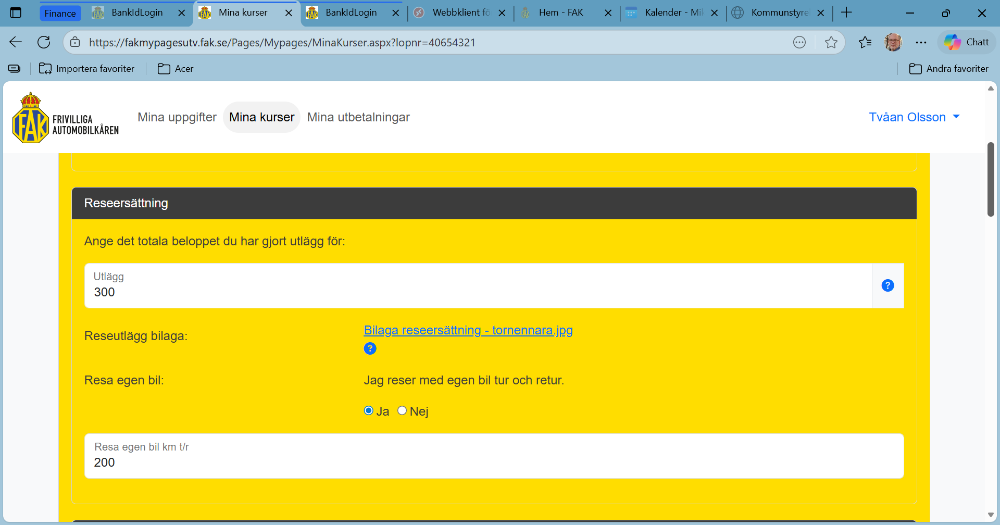 Finance
BankIdLogin
Mina kurser
BankIdLogin
Webbklient fö
Hem - FAK
Kalender - Mi
Kommunstyre
https://fakmypagesutv.fak.se/Pages/Mypages/MinaKurser.aspx?lopnr=40654321
Chatt
Importera favoriter
Acer
Andra favoriter
FAK
FRIVILLIGA
AUTOMOBILKÅREN
Mina uppgifter
Mina kurser
Mina utbetalningar
Tvåan Olsson
Reseersättning
Ange det totala beloppet du har gjort utlägg för:
Utlägg
300
Reseutlägg bilaga:
Bilaga reseersättning - tornennara.jpg
Resa egen bil:
Jag reser med egen bil tur och retur.
Ja
Nej
Resa egen bil km t/r
200